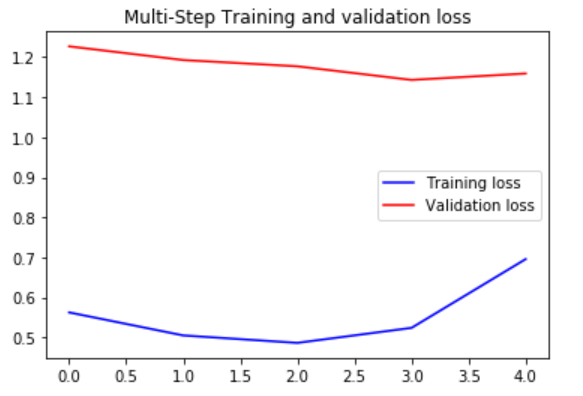 Multi-Step Training and validation loss
1.2
1.1
1.0
0.9
0.8
0.7
0.6
0.5
Training loss
Validation loss
0.0 0.5 1.0 1.5 2.0 2.5 3.0 3.5 4.0